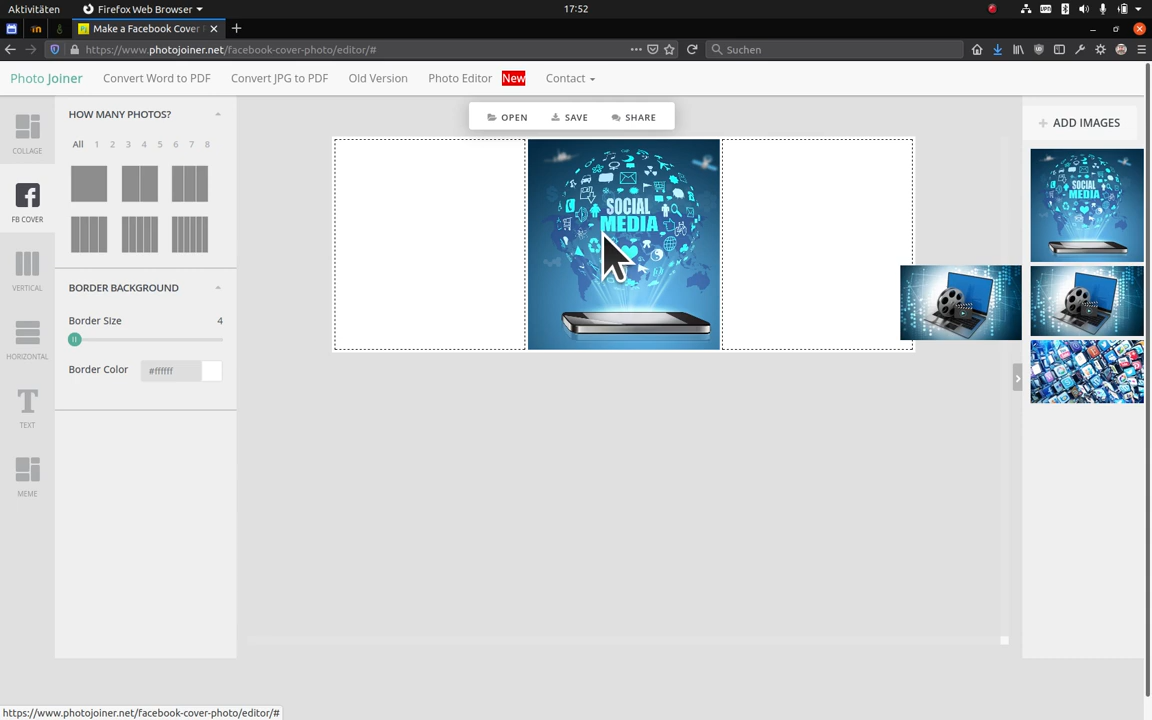 Aktivitäten
Firefox Web Browser
17:52
Make a Facebook Cover
https://www.photojoiner.net/facebook-cover-photo/editor/#
Suchen
Photo Joiner
Convert Word to PDF
Convert JPG to PDF
Old Version
Photo Editor New
Contact
COLLAGE
FB COVER
VERTICAL
HORIZONTAL
TEXT
MEME
HOW MANY PHOTOS?
All 1 2 3 4 5 6 7 8
BORDER BACKGROUND
Border Size 4
Border Color #ffffff
OPEN
SAVE
SHARE
SOCIAL
MEDIA
+ ADD IMAGES
SOCIAL
MEDIA
https://www.photojoiner.net/facebook-cover-photo/editor/#